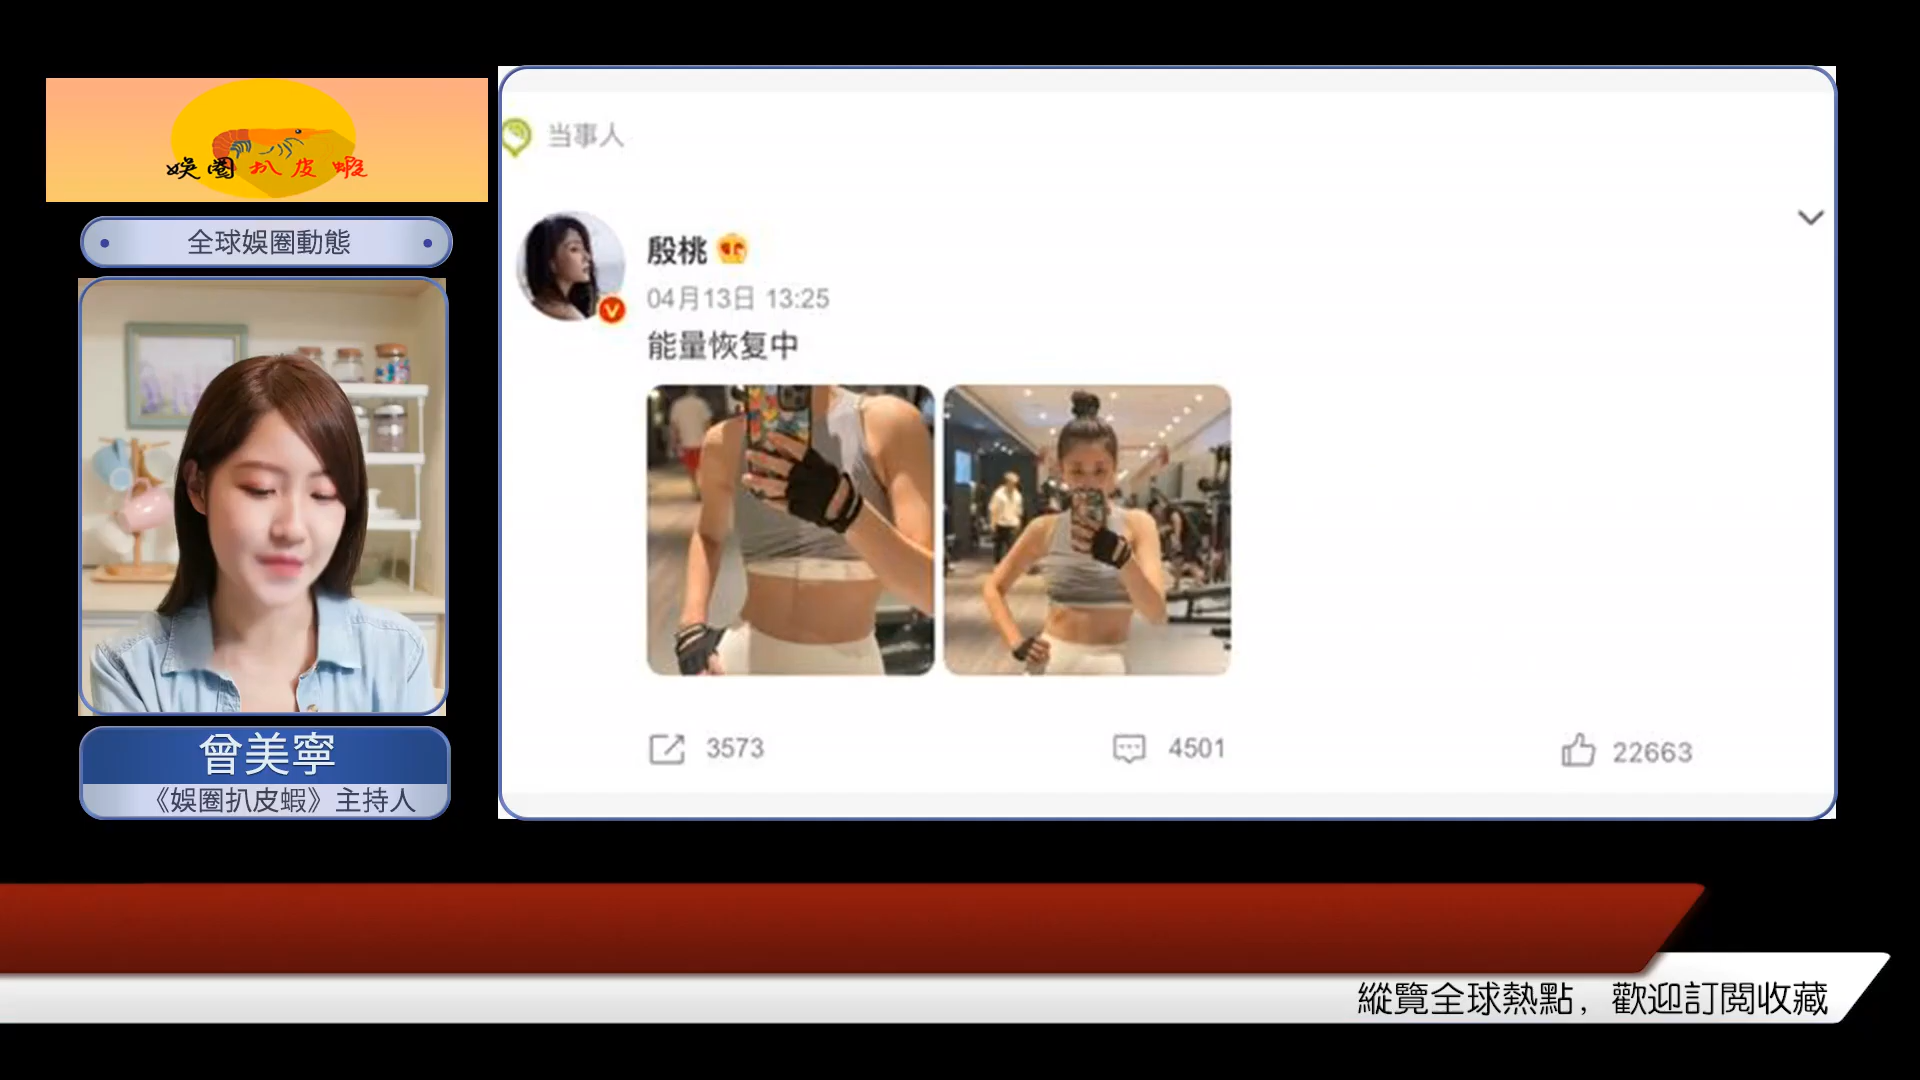 娛圈扒皮蝦
全球娛圈動態
曾美寧
《娛圈扒皮蝦》主持人
当事人
殷桃
04月13日 13:25
能量恢复中
3573
4501
22663
縱覽全球熱點，歡迎訂閱收藏